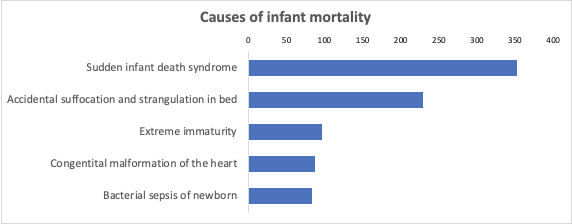 Causes of infant mortality
0 50 100 150 200 250 300 350 400
Sudden infant death syndrome
Accidental suffocation and strangulation in bed
Extreme immaturity
Congentital malformation of the heart
Bacterial sepsis of newborn